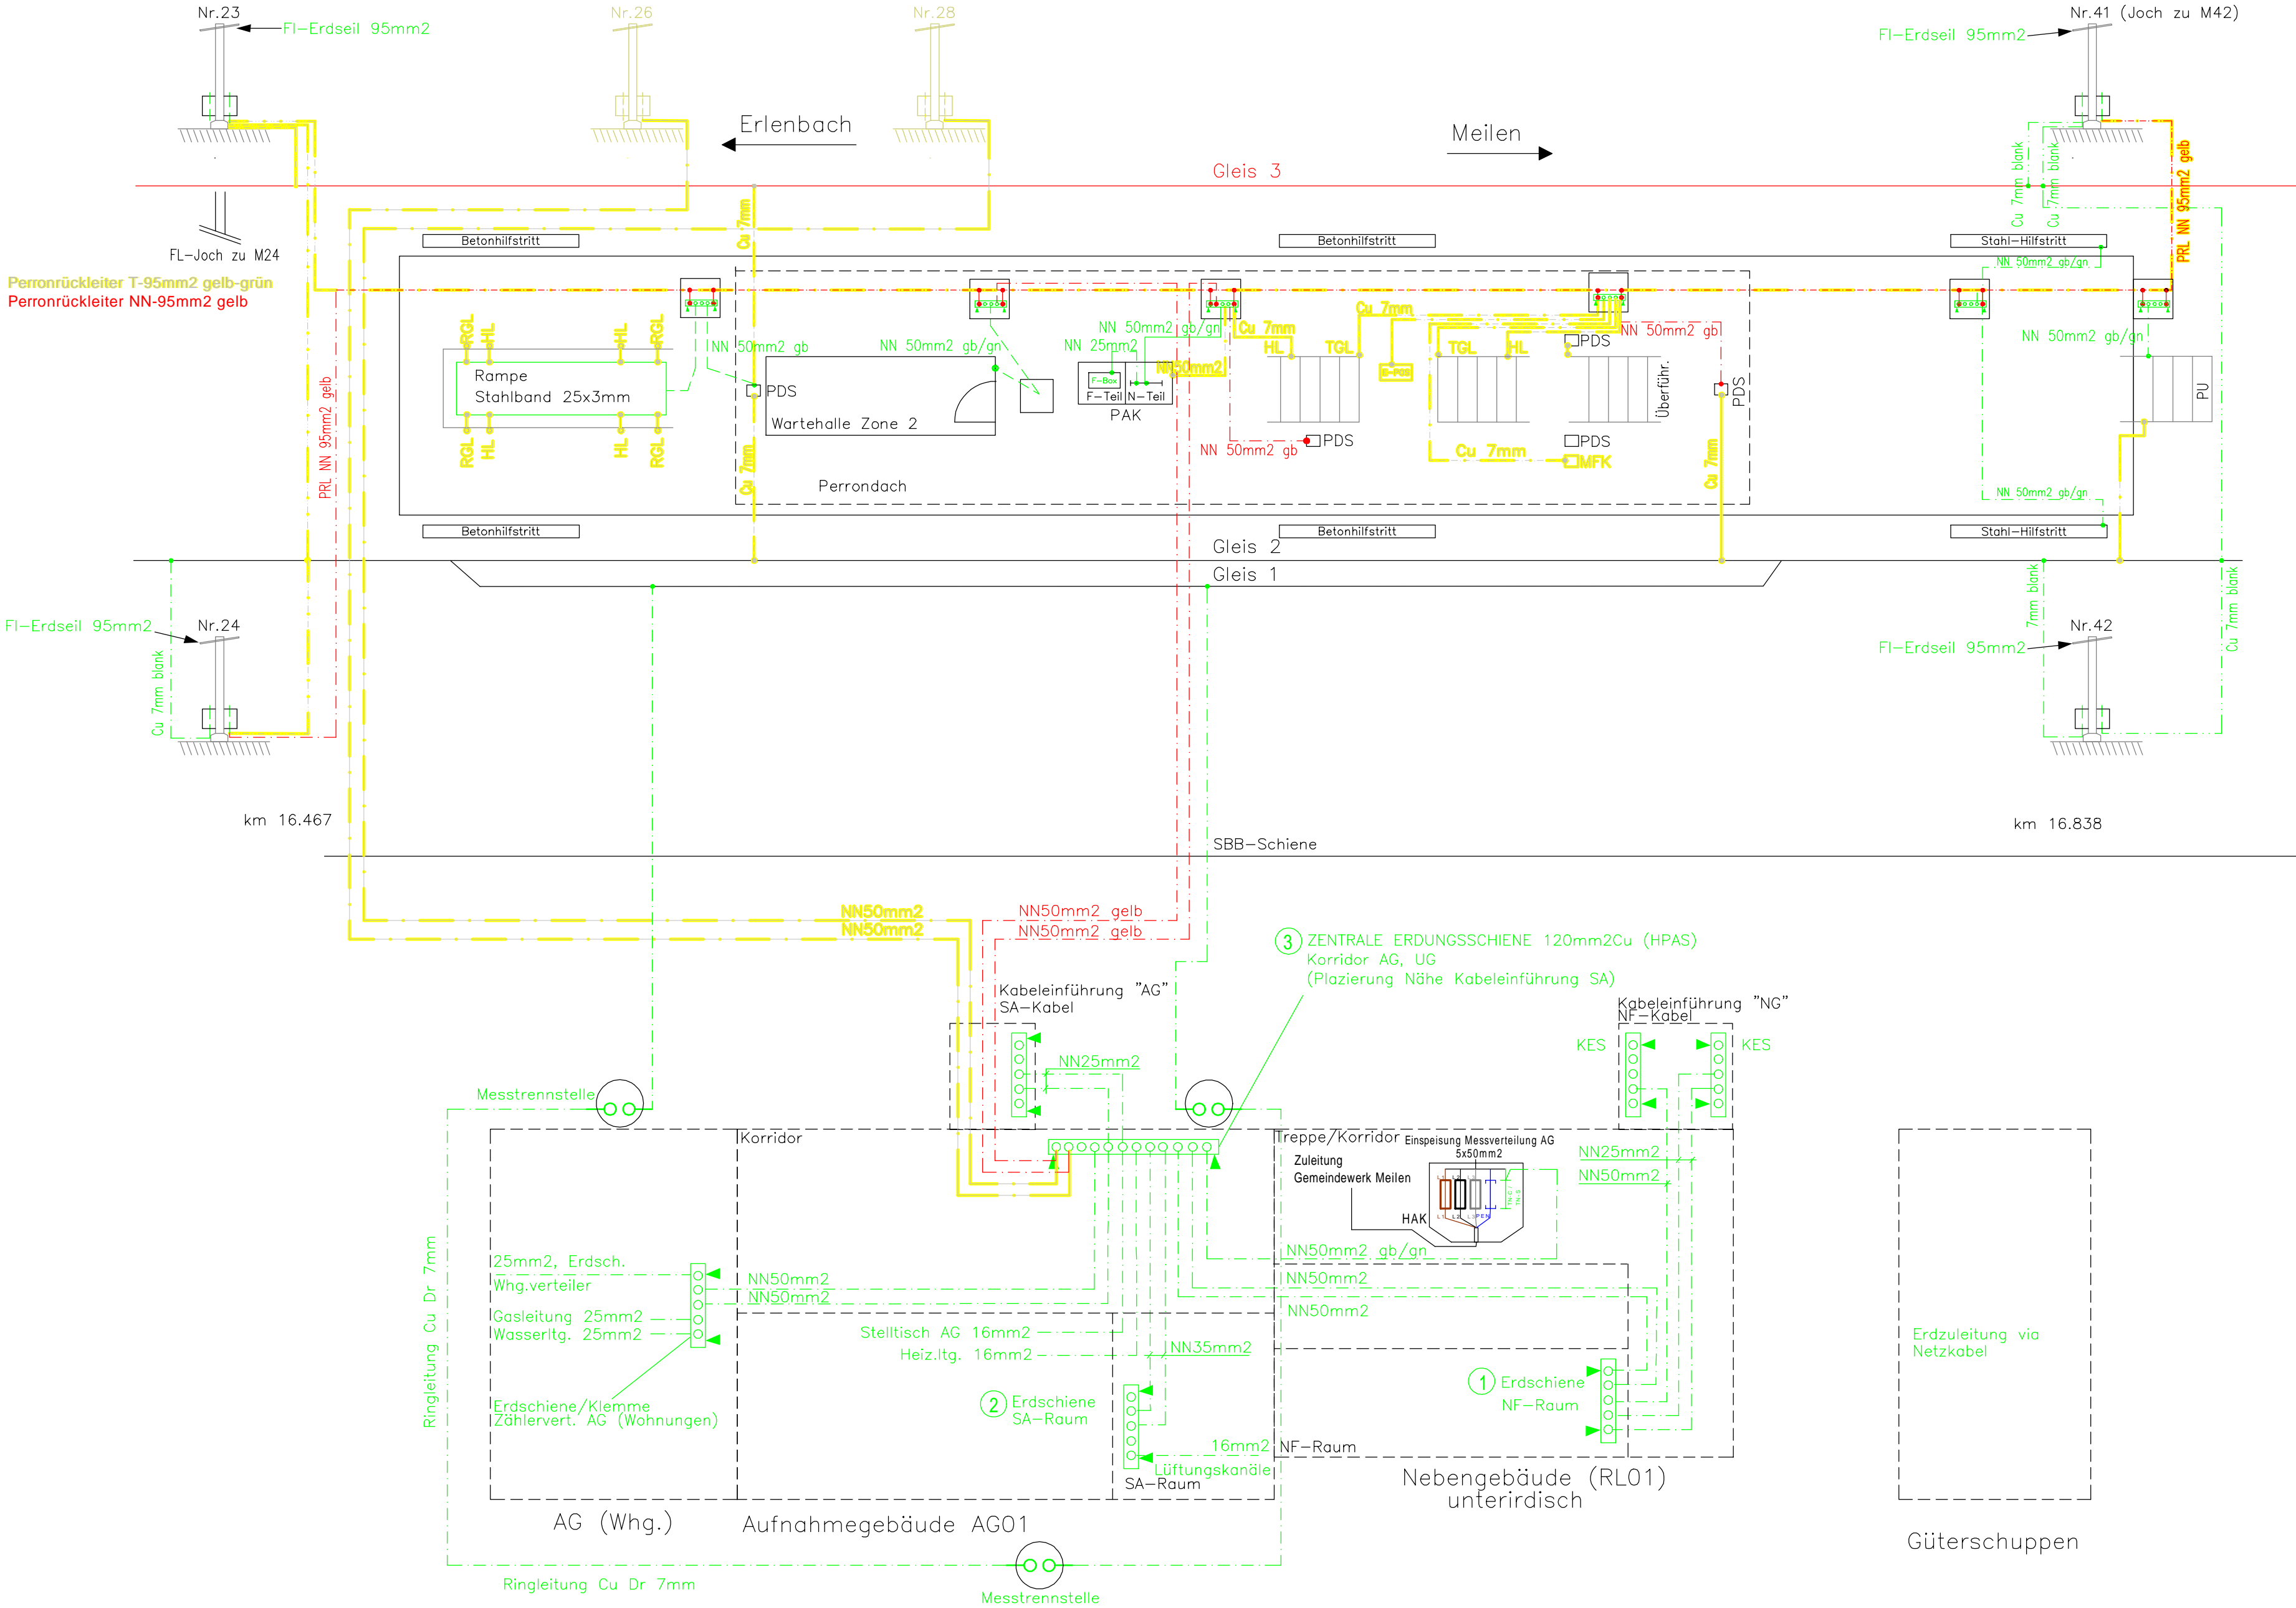 Nr.23
Nr.26
Nr.28
Nr.41 (Joch zu M42)
Fl-Erdseil 95mm2
Fl-Erdseil 95mm2
Erlenbach
Meilen
Gleis 3
Cu 7mm blank
Cu 7mm blank
PRL NN 95mm2 gelb
Cu 7mm
FL-Joch zu M24
Betonhilfstritt
Betonhilfstritt
Stahl-Hilfstritt
NN 50mm2 gb/gn
Perronrückleiter T-95mm2 gelb-grün
Perronrückleiter NN-95mm2 gelb
RGL
HL
HL
RGL
Rampe
Stahlband 25x3mm
RGL
HL
HL
RGL
PRL NN 95mm2 gelb
NN 50mm2 gb
PDS
NN 50mm2 gb/gn
Wartehalle Zone 2
NN 50mm2 gb/gn
NN 25mm2
NN50mm2
F-Box
F-Teil
N-Teil
PAK
Cu 7mm
HL
TGL
Cu 7mm
E-POS
TGL
HL
PDS
NN 50mm2 gb
Überführ.
PDS
NN 50mm2 gb/gn
PU
NN 50mm2 gb
PDS
PDS
Cu 7mm
MFK
Cu 7mm
Cu 7mm
Perrondach
NN 50mm2 gb/gn
Betonhilfstritt
Betonhilfstritt
Stahl-Hilfstritt
Gleis 2
Gleis 1
Fl-Erdseil 95mm2
Nr.24
Cu 7mm blank
7mm blank
Cu 7mm blank
Nr.42
Fl-Erdseil 95mm2
km 16.467
km 16.838
SBB-Schiene
NN50mm2
NN50mm2
NN50mm2 gelb
NN50mm2 gelb
3
ZENTRALE ERDUNGSSCHIENE 120mm2Cu (HPAS)
Korridor AG, UG
(Plazierung Nähe Kabeleinführung SA)
Kabeleinführung "AG"
SA-Kabel
Kabeleinführung "NG"
NF-Kabel
KES
KES
NN25mm2
Messtrennstelle
Korridor
Treppe/Korridor
Einspeisung Messverteilung AG
5x50mm2
Zuleitung
Gemeindewerk Meilen
HAK
L1
L2
L3
L1
L2
L3
PEN
NN25mm2
NN50mm2
NN50mm2 gb/gn
25mm2, Erdsch.
Whg.verteiler
NN50mm2
NN50mm2
NN50mm2
NN50mm2
Gasleitung 25mm2
Wasserltg. 25mm2
Stelltisch AG 16mm2
Heiz.ltg. 16mm2
NN35mm2
Ringleitung Cu Dr 7mm
Erdschiene/Klemme
Zählervert. AG (Wohnungen)
2
Erdschiene
SA-Raum
1
Erdschiene
NF-Raum
Erdzuleitung via
Netzkabel
16mm2
Lüftungskanäle
SA-Raum
NF-Raum
Nebengebäude (RL01)
unterirdisch
AG (Whg.)
Aufnahmegebäude AG01
Güterschuppen
Ringleitung Cu Dr 7mm
Messtrennstelle